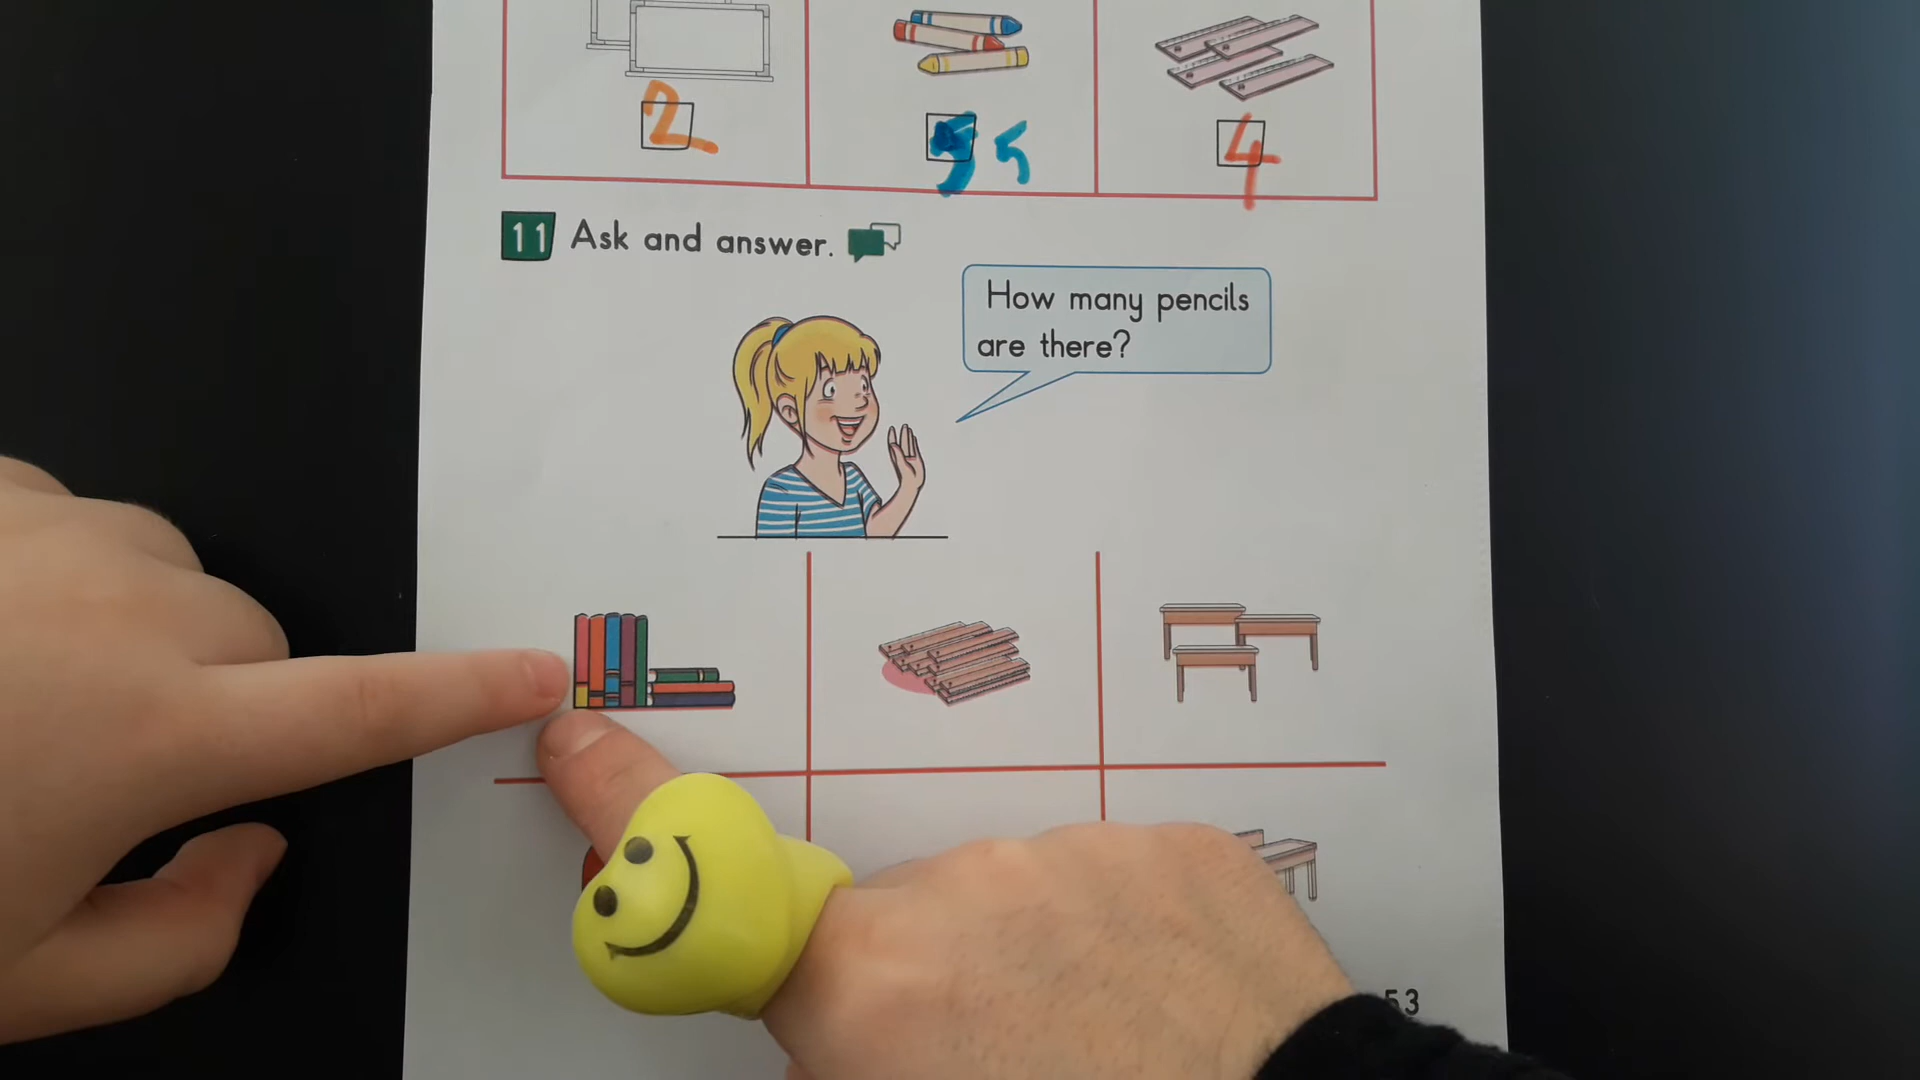 2
5 5
4
11 Ask and answer.
How many pencils
are there?
53